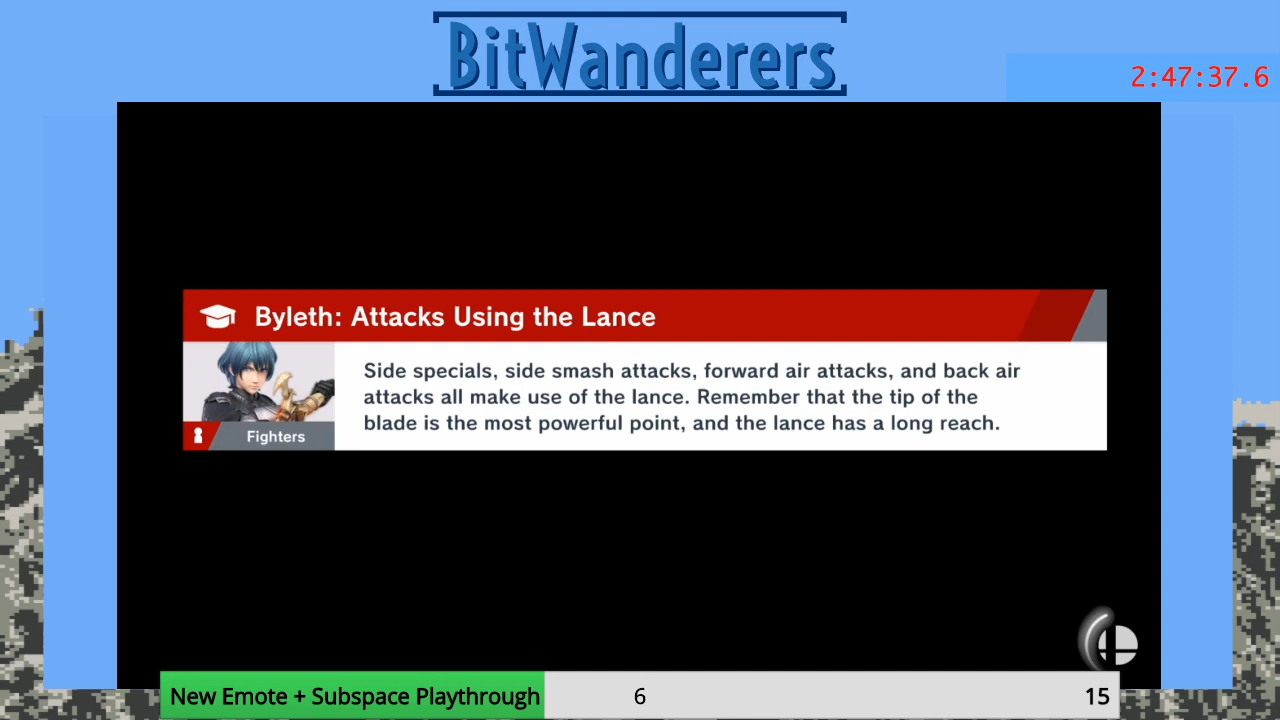 BitWanderers
2:47:37.6
Byleth: Attacks Using the Lance
Side specials, side smash attacks, forward air attacks, and back air
attacks all make use of the lance. Remember that the tip of the
blade is the most powerful point, and the lance has a long reach.
Fighters
New Emote + Subspace Playthrough 6 15